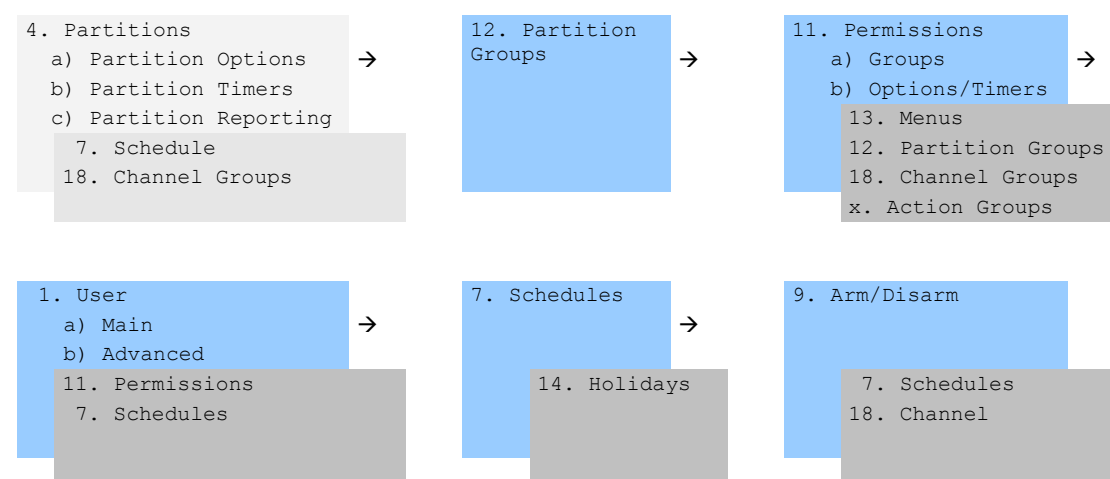 4. Partitions
a) Partition Options
b) Partition Timers
c) Partition Reporting
7. Schedule
18. Channel Groups
→
12. Partition
Groups
→
11. Permissions
a) Groups
b) Options/Timers
13. Menus
12. Partition Groups
18. Channel Groups
x. Action Groups
→
1. User
a) Main
b) Advanced
11. Permissions
7. Schedules
→
7. Schedules
14. Holidays
→
9. Arm/Disarm
7. Schedules
18. Channel